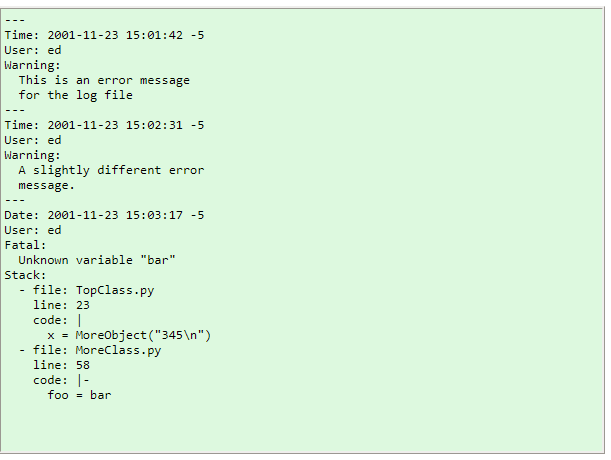 ---
Time: 2001-11-23 15:01:42 -5
User: ed
Warning:
  This is an error message
  for the log file
---
Time: 2001-11-23 15:02:31 -5
User: ed
Warning:
  A slightly different error
  message.
---
Date: 2001-11-23 15:03:17 -5
User: ed
Fatal:
  Unknown variable "bar"
Stack:
  - file: TopClass.py
    line: 23
    code: |
      x = MoreObject("345\n")
  - file: MoreClass.py
    line: 58
    code: |-
      foo = bar